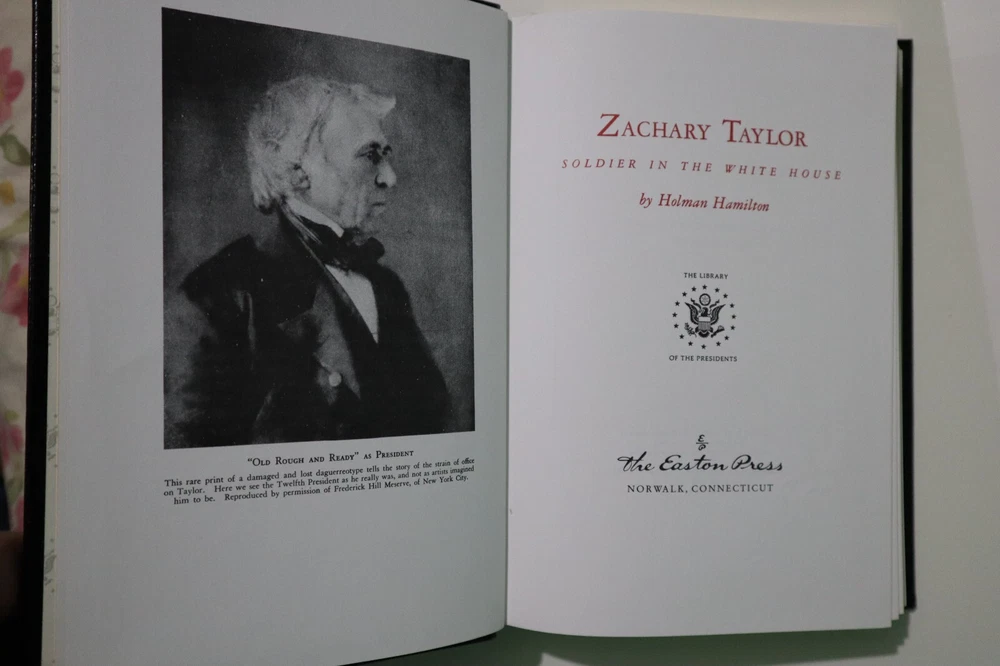 "Old Rough and Ready" as President
This rare print of a damaged and lost daguerreotype tells the story of the strain of office
on Taylor. Here we see the Twelfth President as he really was, and not as artists imagined
him to be. Reproduced by permission of Frederick Hill Meserve, of New York City.
Zachary Taylor
SOLDIER IN THE WHITE HOUSE
by Holman Hamilton
THE LIBRARY
OF THE PRESIDENTS
The Easton Press
NORWALK, CONNECTICUT